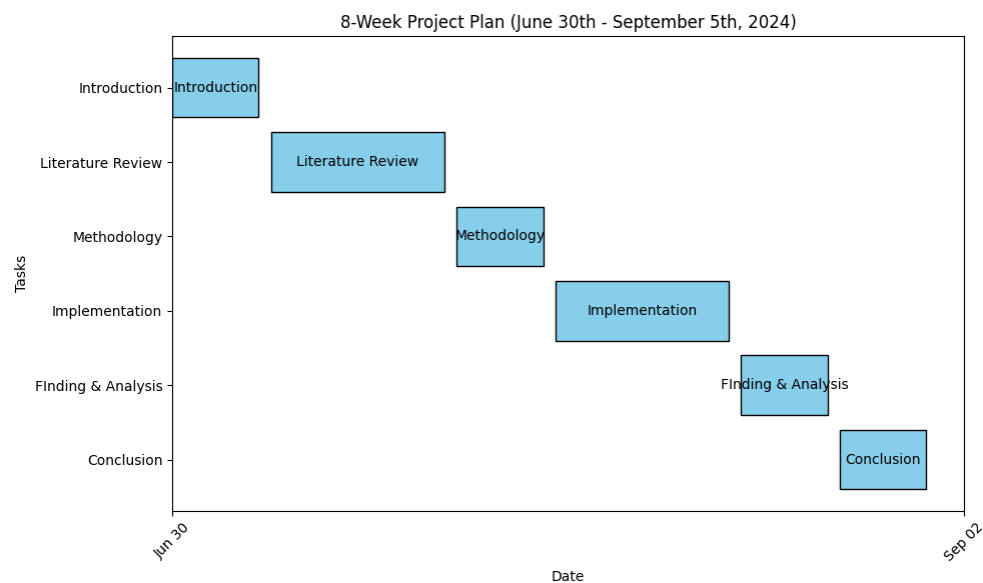 8-Week Project Plan (June 30th - September 5th, 2024)
Introduction
Introduction
Literature Review
Literature Review
Methodology
Methodology
Tasks
Implementation
Implementation
FInding & Analysis
FInding & Analysis
Conclusion
Conclusion
Jun 30
Sep 02
Date